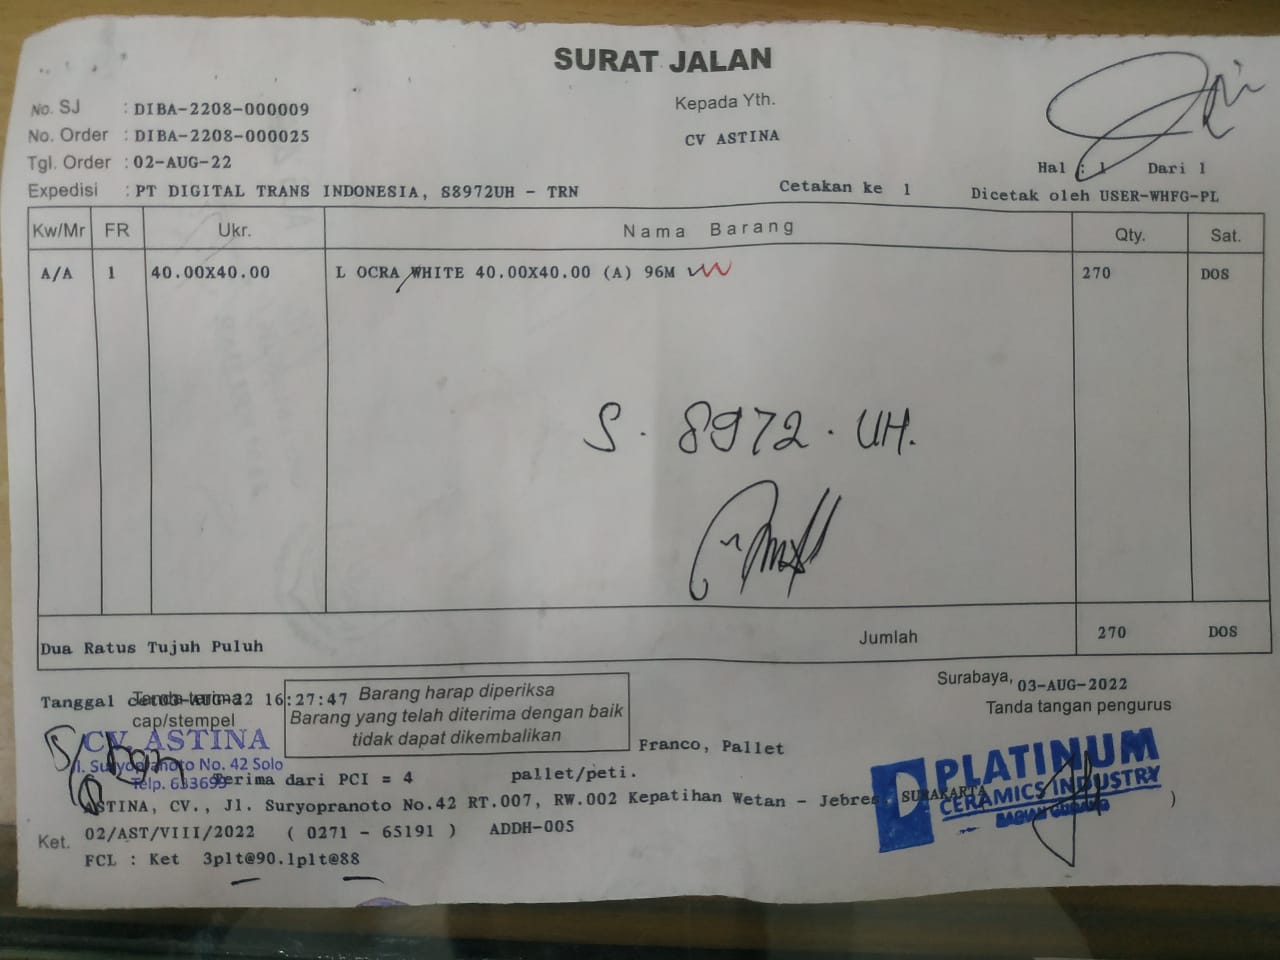 SURAT JALAN
No. SJ : DIBA-2208-000009
No. Order : DIBA-2208-000025
Tgl. Order : 02-AUG-22
Expedisi : PT DIGITAL TRANS INDONESIA, S8972UH - TRN
Kepada Yth.
CV ASTINA
Cetakan ke 1
Hal : 1 Dari 1
Dicetak oleh USER-WHFG-PL
Kw/Mr FR Ukr. Nama Barang Qty. Sat.
A/A 1 40.00X40.00 L OCRA WHITE 40.00X40.00 (A) 96M 270 DOS
S. 8972. UH.
Dua Ratus Tujuh Puluh Jumlah 270 DOS
Tanggal 03-AUG-22 16:27:47
Tanda terima
cap/stempel
CV. ASTINA
Jl. Suryopranoto No. 42 Solo
Telp. 633699
Barang harap diperiksa
Barang yang telah diterima dengan baik
tidak dapat dikembalikan
Surabaya, 03-AUG-2022
Tanda tangan pengurus
Franco, Pallet
Terima dari PCI = 4 pallet/peti.
ASTINA, CV., Jl. Suryopranoto No.42 RT.007, RW.002 Kepatihan Wetan - Jebres, SURAKARTA )
Ket. 02/AST/VIII/2022 ( 0271 - 65191 ) ADDH-005
FCL : Ket 3plt@90.1plt@88
PLATINUM
CERAMICS INDUSTRY
BAGIAN GUDANG